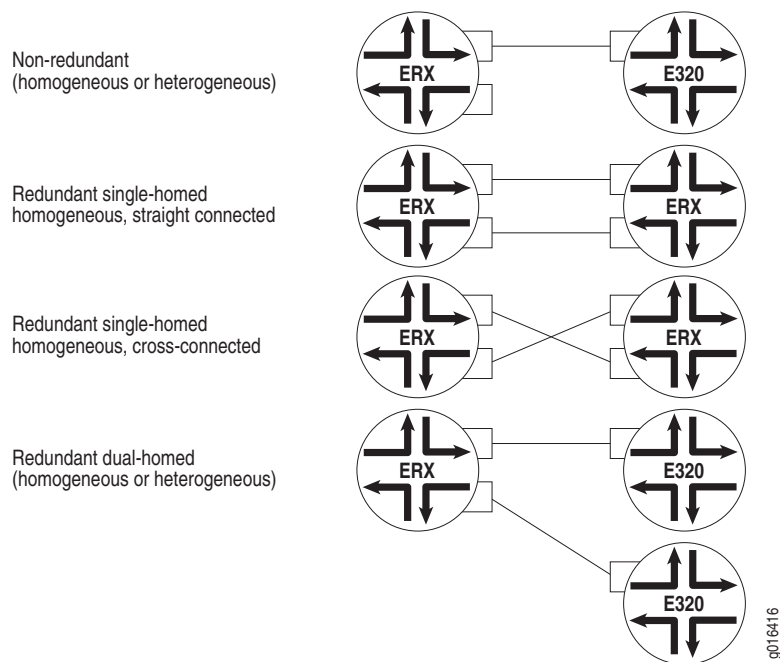 Non-redundant
(homogeneous or heterogeneous)
ERX
E320
Redundant single-homed
homogeneous, straight connected
ERX
ERX
Redundant single-homed
homogeneous, cross-connected
ERX
ERX
Redundant dual-homed
(homogeneous or heterogeneous)
ERX
E320
E320
g016416